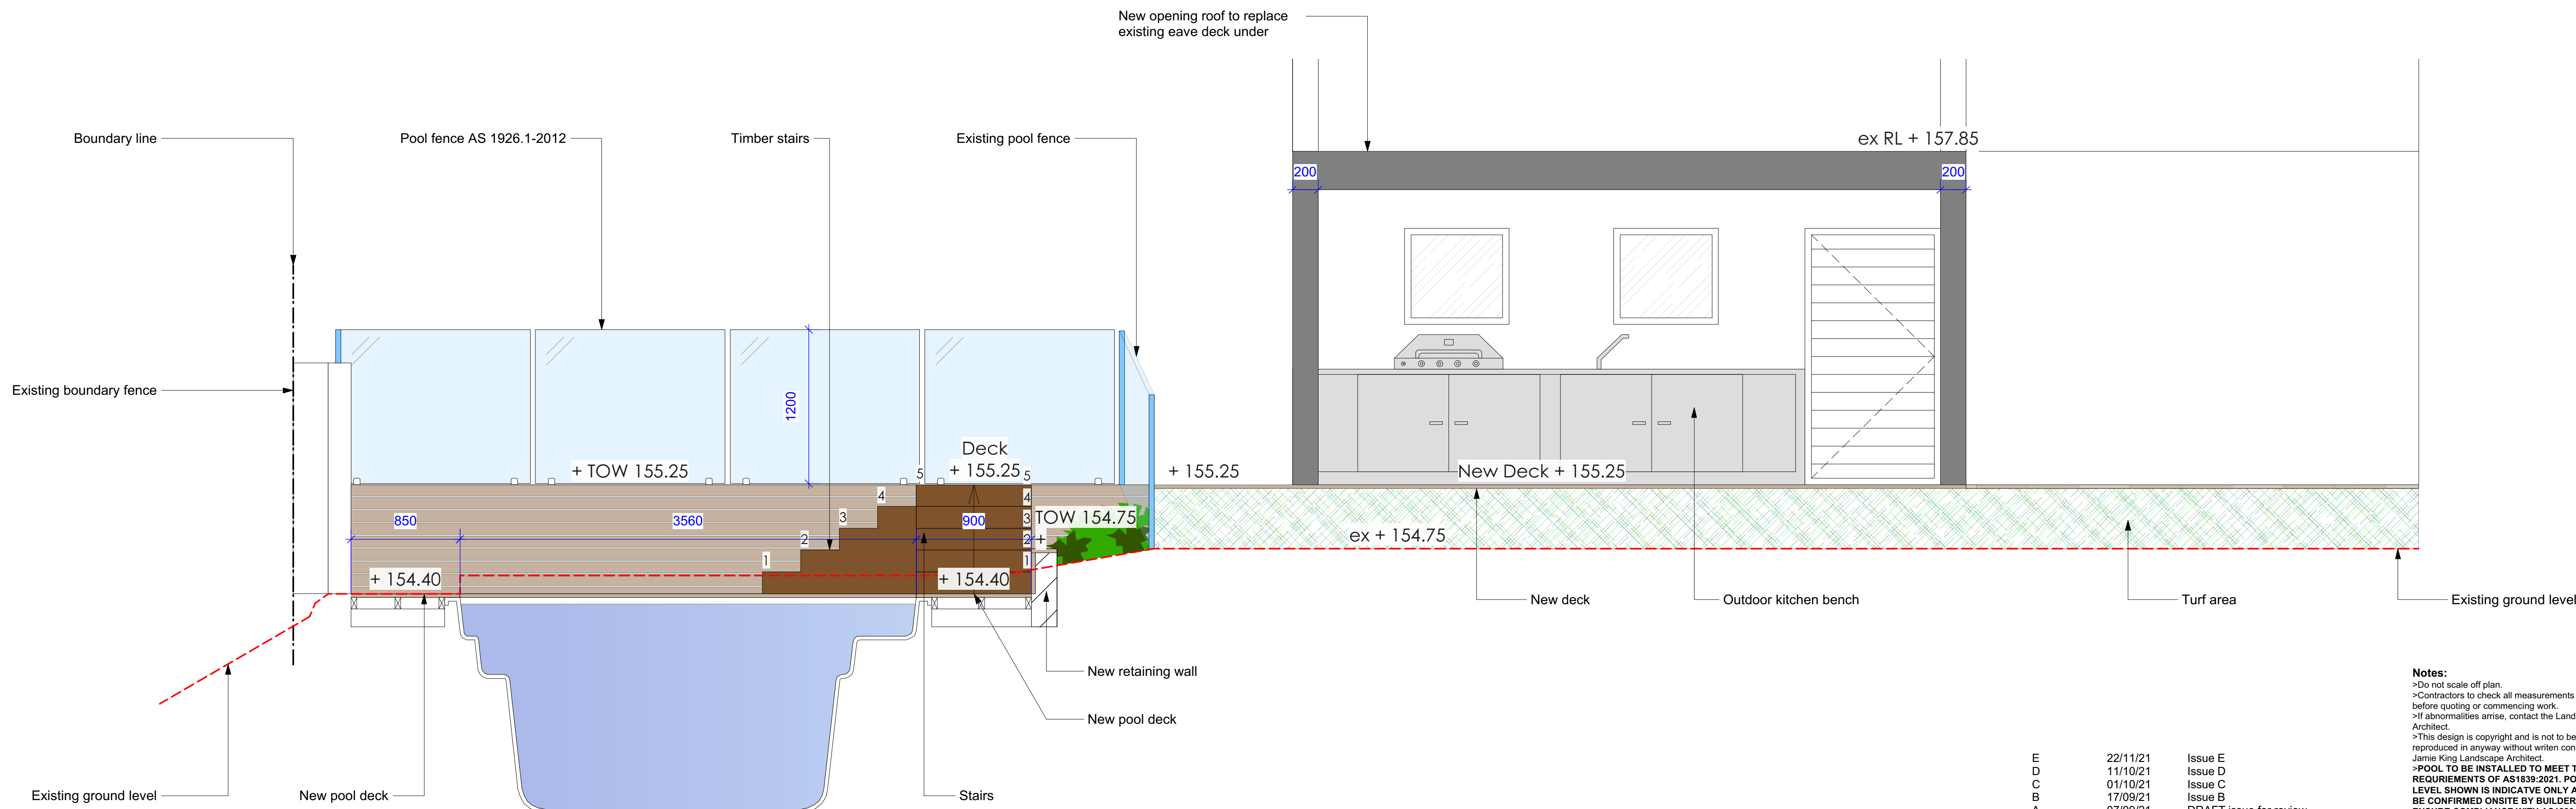 New opening roof to replace
existing eave deck under
Boundary line
Pool fence AS 1926.1-2012
Timber stairs
Existing pool fence
ex RL + 157.85
200
200
Existing boundary fence
1200
Deck
+ TOW 155.25
5
+ 155.25
5
+ 155.25
New Deck + 155.25
4
4
850
3560
3
900
3
TOW 154.75
2
2
+
ex + 154.75
1
1
+ 154.40
+ 154.40
New deck
Outdoor kitchen bench
Turf area
Existing ground level
New retaining wall
New pool deck
Existing ground level
New pool deck
Stairs
Notes:
>Do not scale off plan.
>Contractors to check all measurements
before quoting or commencing work.
>If abnormalities arrise, contact the Land
Architect.
>This design is copyright and is not to be
reproduced in anyway without writen con
Jamie King Landscape Architect.
>POOL TO BE INSTALLED TO MEET T
REQURIEMENTS OF AS1839:2021. PO
LEVEL SHOWN IS INDICATVE ONLY A
BE CONFIRMED ONSITE BY BUILDER
E 22/11/21 Issue E
D 11/10/21 Issue D
C 01/10/21 Issue C
B 17/09/21 Issue B
A 07/09/21 DRAFT issue for review